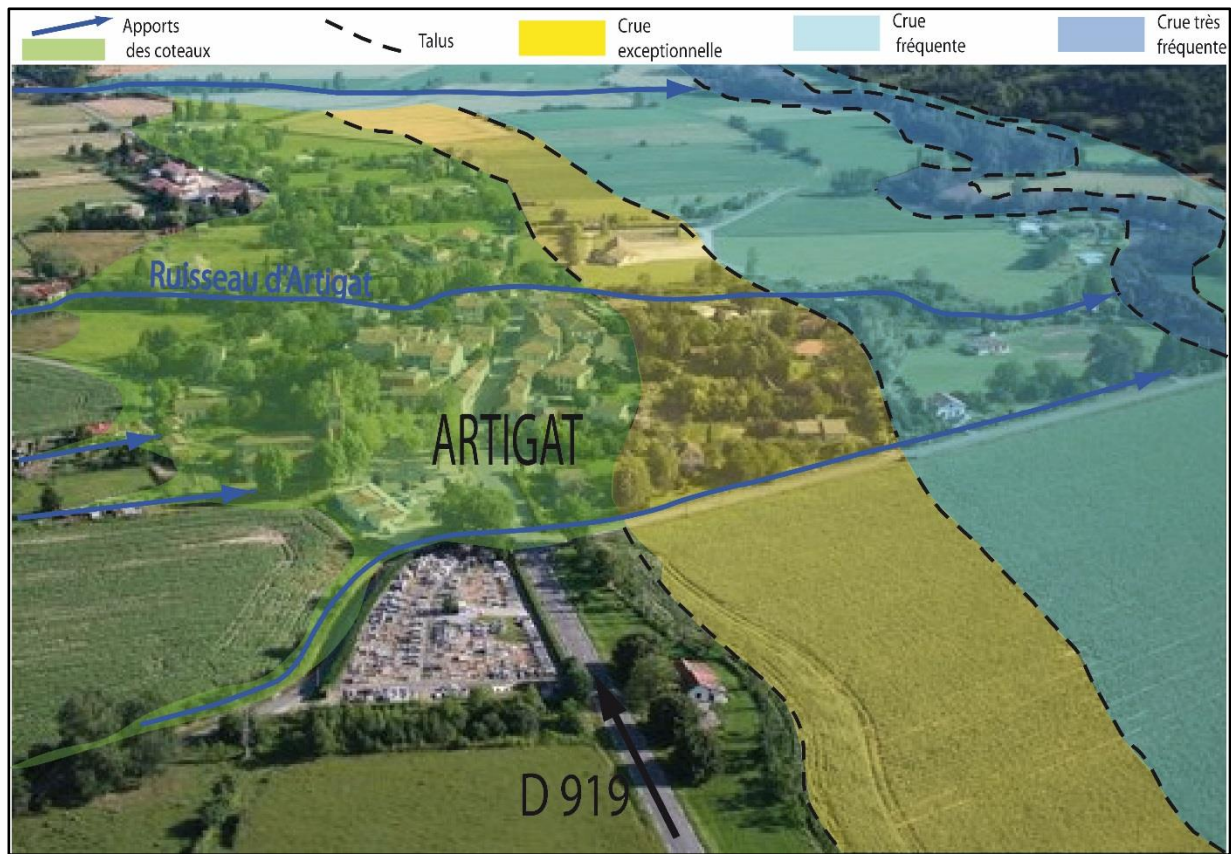 Apports
des coteaux
Talus
Crue
exceptionnelle
Crue
fréquente
Crue très
fréquente
Ruisseau d'Artigat
ARTIGAT
D 919